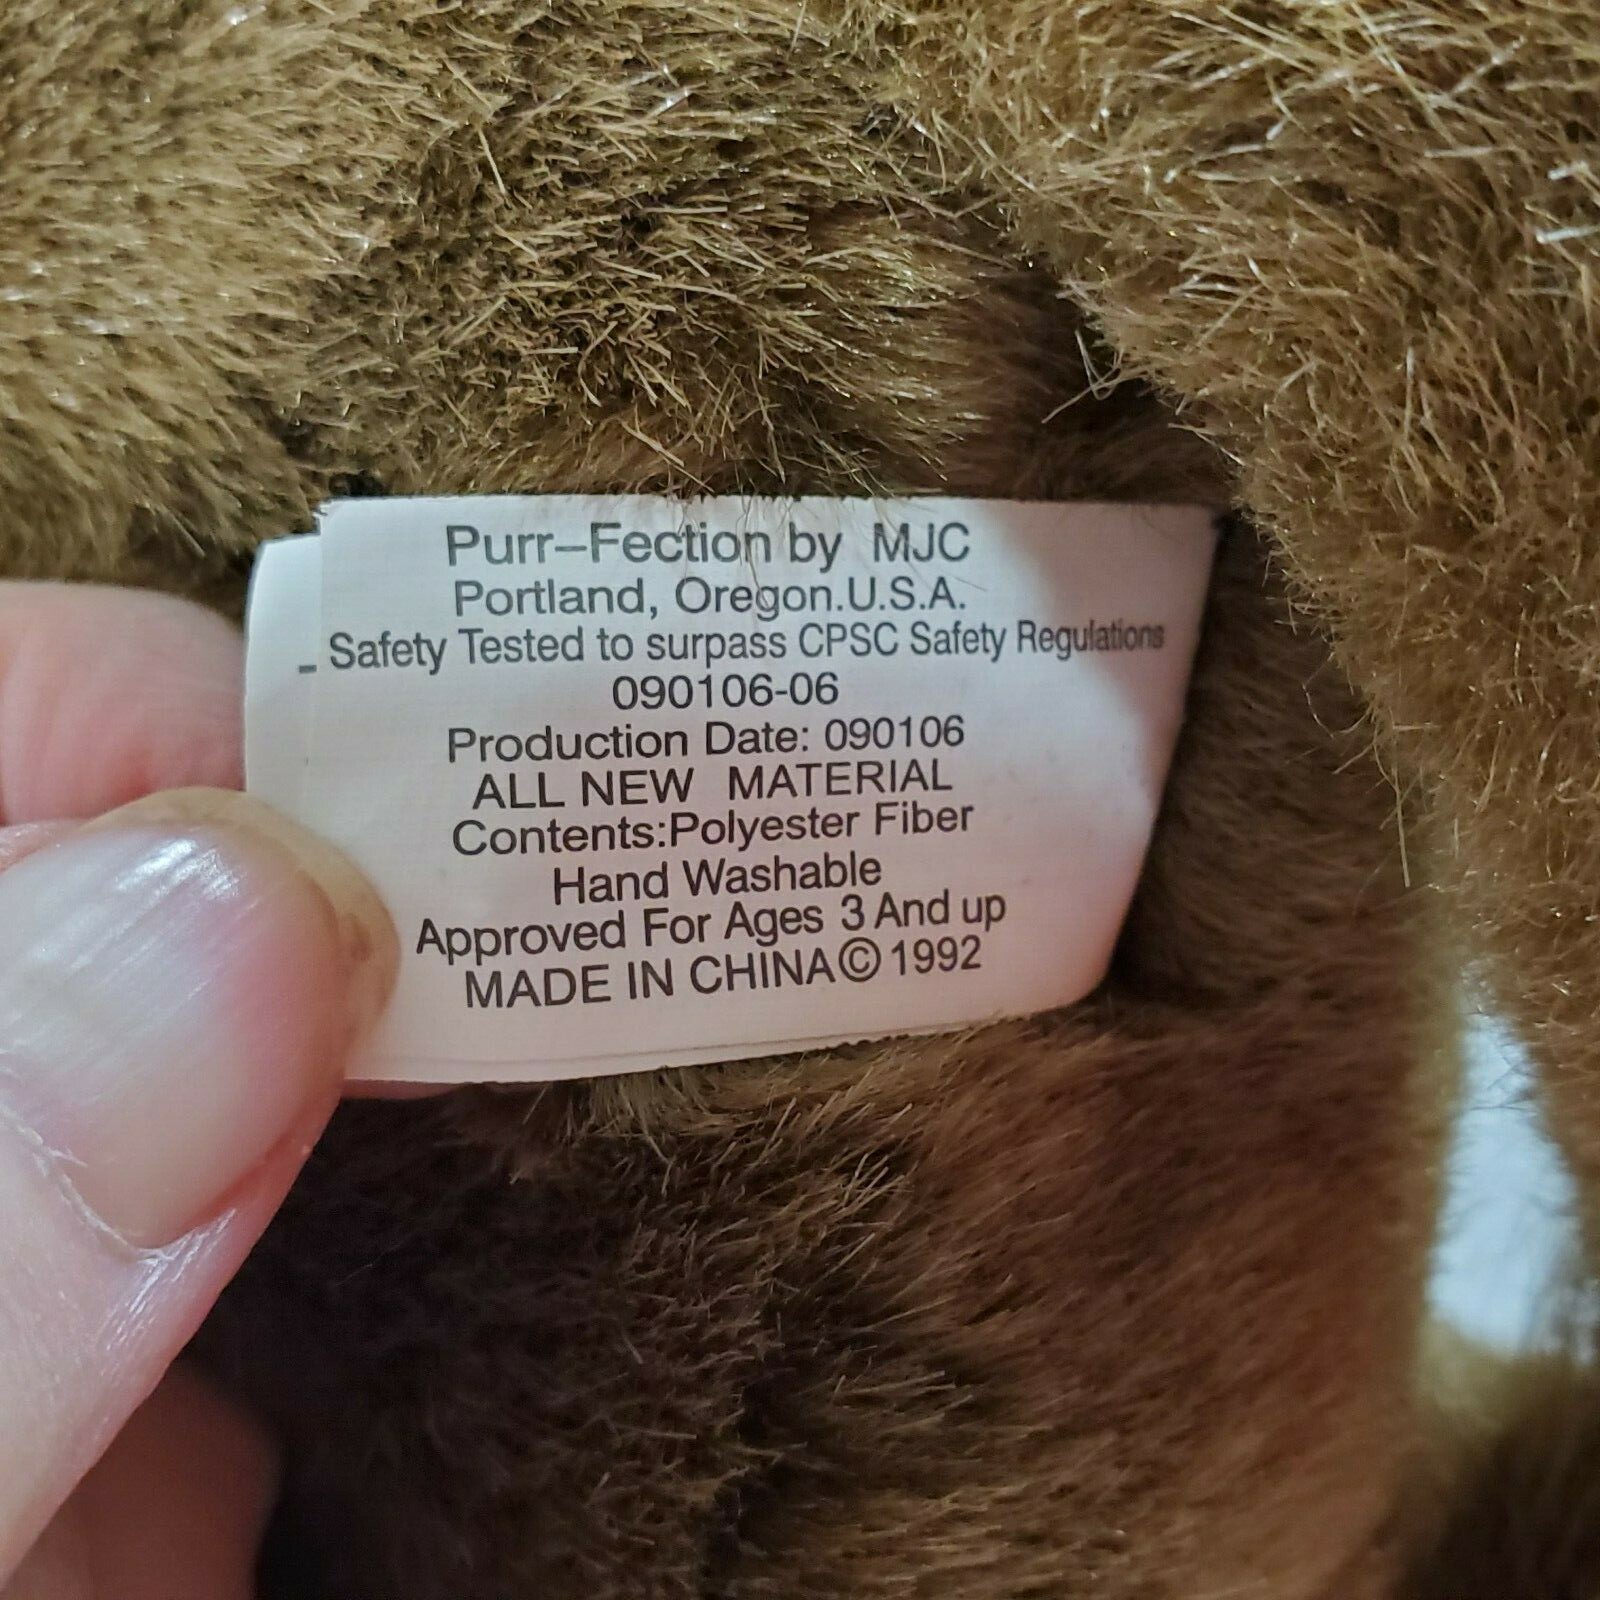 Purr-Fection by MJC
Portland, Oregon.U.S.A.
Safety Tested to surpass CPSC Safety Regulations
090106-06
Production Date: 090106
ALL NEW MATERIAL
Contents:Polyester Fiber
Hand Washable
Approved For Ages 3 And up
MADE IN CHINA© 1992